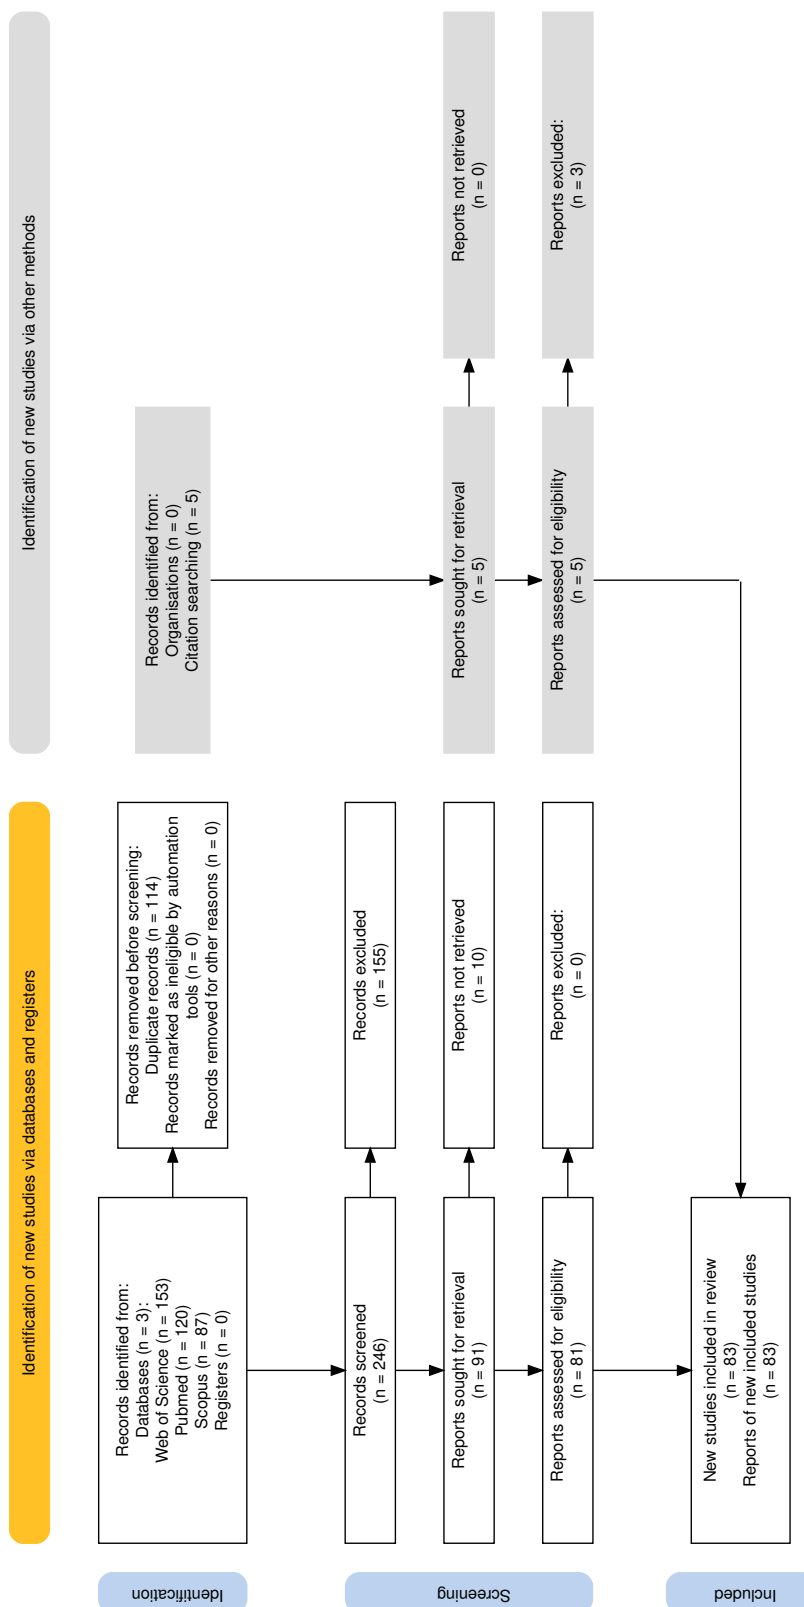 Identification of new studies via databases and registers
Identification of new studies via other methods
Identification
Records identified from:
Databases (n = 3):
Web of Science (n = 153)
Pubmed (n = 120)
Scopus (n = 87)
Registers (n = 0)
Records removed before screening:
Duplicate records (n = 114)
Records marked as ineligible by automation
tools (n = 0)
Records removed for other reasons (n = 0)
Records identified from:
Organisations (n = 0)
Citation searching (n = 5)
Screening
Records screened
(n = 246)
Records excluded
(n = 155)
Reports sought for retrieval
(n = 91)
Reports not retrieved
(n = 10)
Reports sought for retrieval
(n = 5)
Reports not retrieved
(n = 0)
Reports assessed for eligibility
(n = 81)
Reports excluded:
(n = 0)
Reports assessed for eligibility
(n = 5)
Reports excluded:
(n = 3)
Included
New studies included in review
(n = 83)
Reports of new included studies
(n = 83)